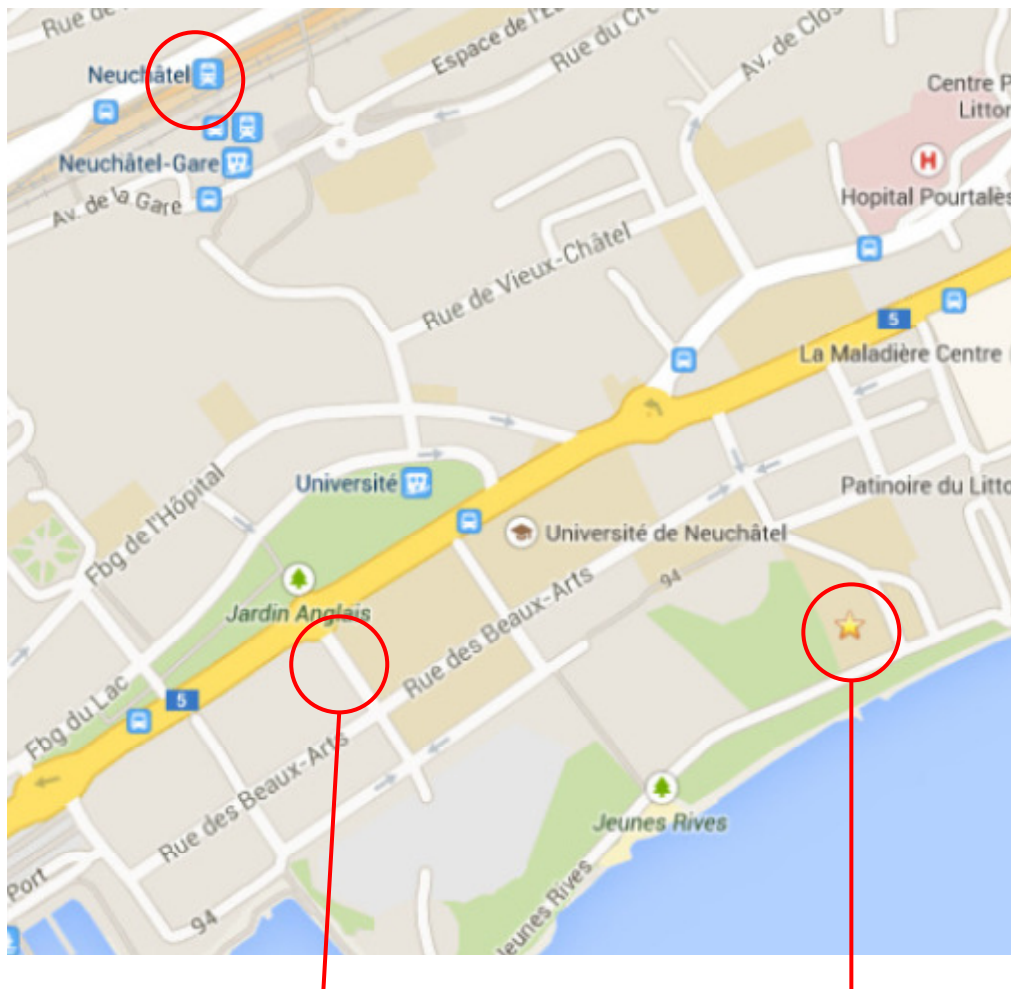 Rue de
Espace de l'E
Rue du Cre
Av. de Clos
Neuchâtel
Centre P
Littor
Neuchâtel-Gare
H
Av. de la Gare
Hopital Pourtalès
Rue de Vieux-Châtel
5
La Maladière Centre
Université
Patinoire du Litto
Fbg de l'Hôpital
Université de Neuchâtel
94
Jardin Anglais
Rue des Beaux-Arts
5
Fbg du Lac
Rue des Beaux-Arts
Jeunes Rives
Port
94
Jeunes Rives